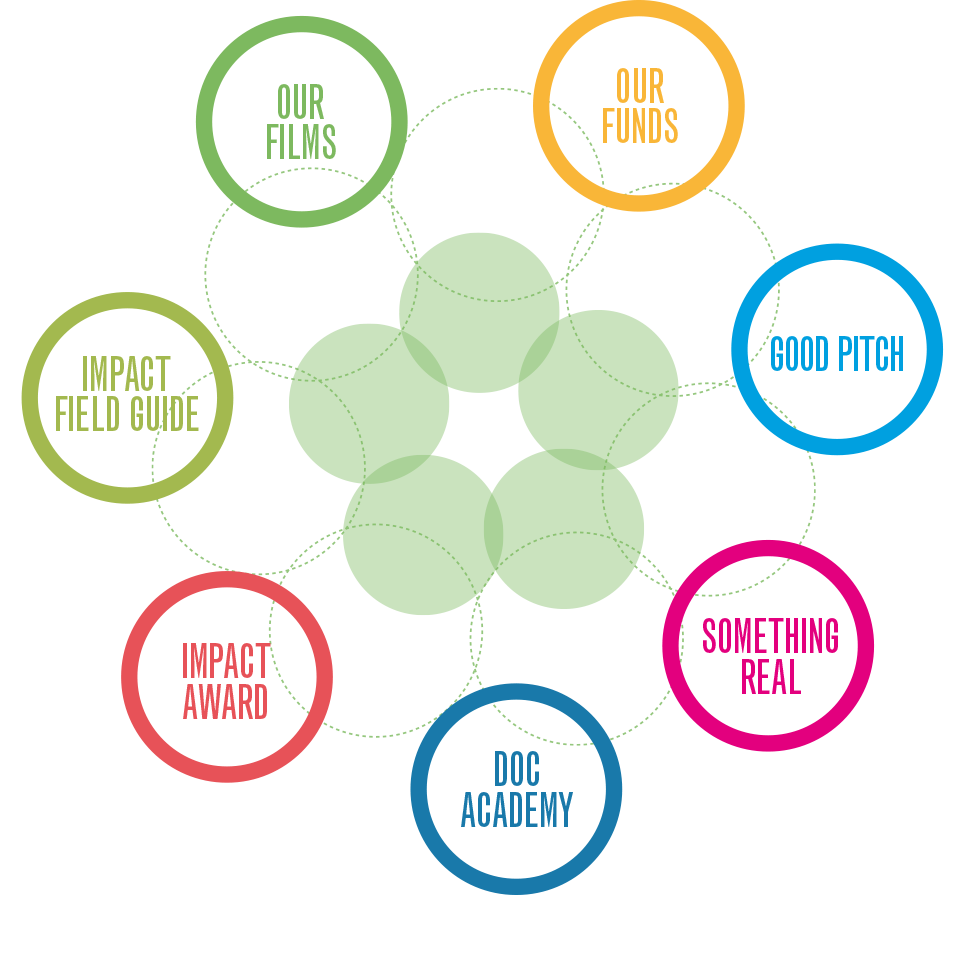 OUR
FILMS
OUR
FUNDS
GOOD PITCH
IMPACT
FIELD GUIDE
SOMETHING
REAL
IMPACT
AWARD
DOC
ACADEMY